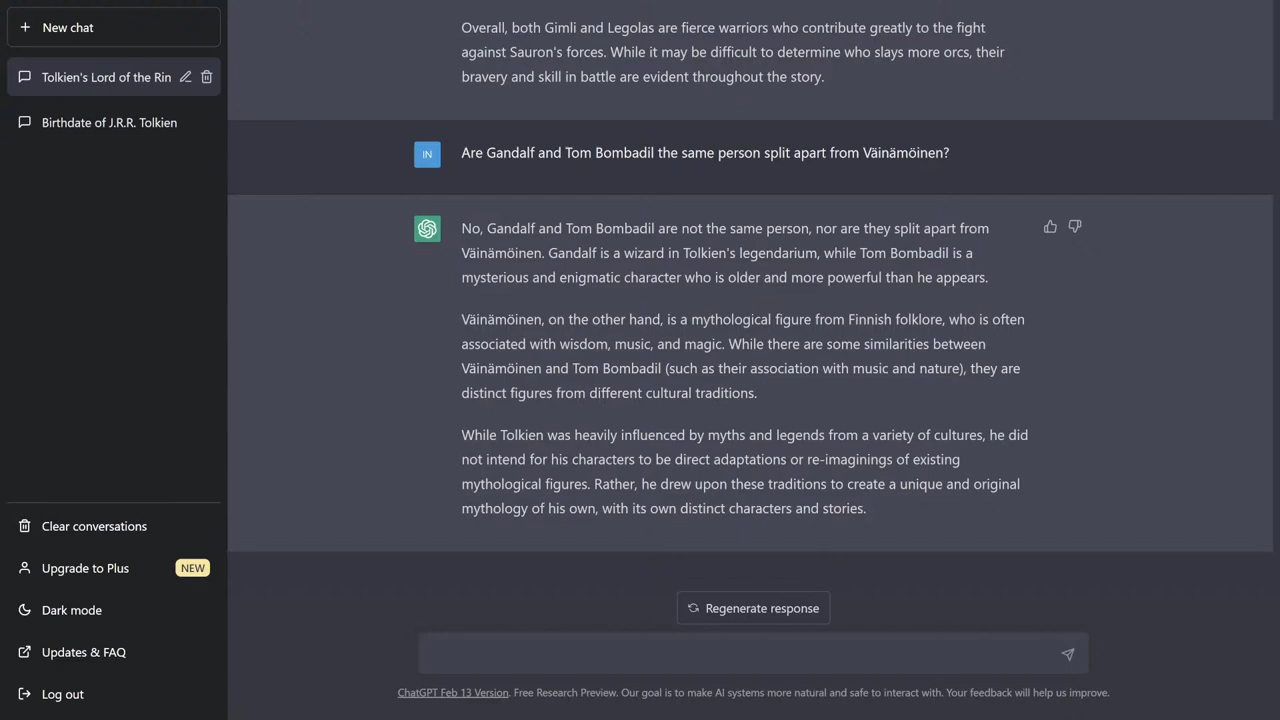 New chat
Tolkien's Lord of the Rin
Birthdate of J.R.R. Tolkien
Clear conversations
Upgrade to Plus NEW
Dark mode
Updates & FAQ
Log out
Overall, both Gimli and Legolas are fierce warriors who contribute greatly to the fight
against Sauron's forces. While it may be difficult to determine who slays more orcs, their
bravery and skill in battle are evident throughout the story.
IN Are Gandalf and Tom Bombadil the same person split apart from Väinämöinen?
No, Gandalf and Tom Bombadil are not the same person, nor are they split apart from
Väinämöinen. Gandalf is a wizard in Tolkien's legendarium, while Tom Bombadil is a
mysterious and enigmatic character who is older and more powerful than he appears.
Väinämöinen, on the other hand, is a mythological figure from Finnish folklore, who is often
associated with wisdom, music, and magic. While there are some similarities between
Väinämöinen and Tom Bombadil (such as their association with music and nature), they are
distinct figures from different cultural traditions.
While Tolkien was heavily influenced by myths and legends from a variety of cultures, he did
not intend for his characters to be direct adaptations or re-imaginings of existing
mythological figures. Rather, he drew upon these traditions to create a unique and original
mythology of his own, with its own distinct characters and stories.
Regenerate response
ChatGPT Feb 13 Version. Free Research Preview. Our goal is to make AI systems more natural and safe to interact with. Your feedback will help us improve.